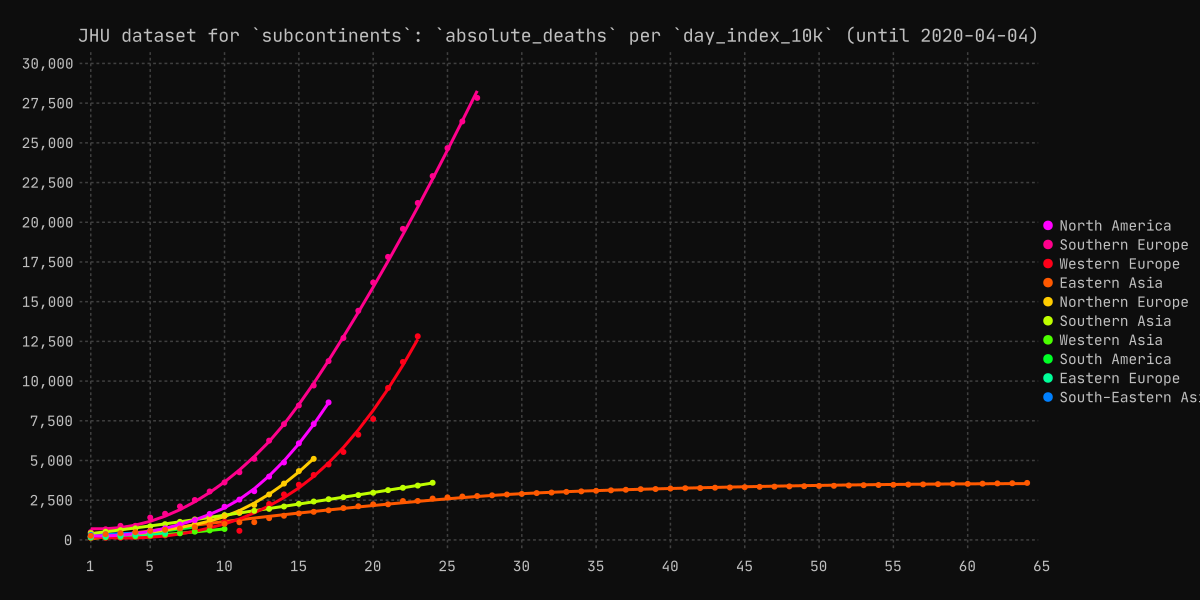 JHU dataset for `subcontinents`: `absolute_deaths` per `day_index_10k` (until 2020-04-04)
30,000
27,500
25,000
22,500
20,000
17,500
15,000
12,500
10,000
7,500
5,000
2,500
0
1 5 10 15 20 25 30 35 40 45 50 55 60 65
North America
Southern Europe
Western Europe
Eastern Asia
Northern Europe
Southern Asia
Western Asia
South America
Eastern Europe
South-Eastern Asi